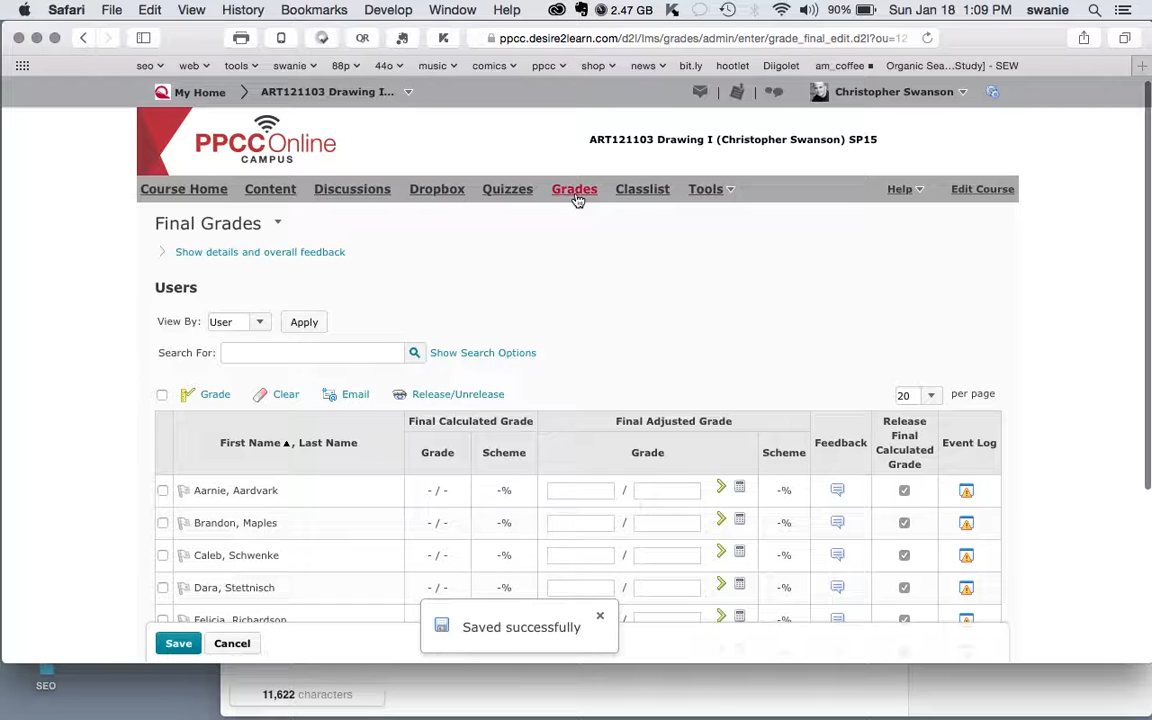 Safari File Edit View History Bookmarks Develop Window Help 2.47 GB 90% Sun Jan 18 1:09 PM swanie
QR ppcc.desire2learn.com/d2l/lms/grades/admin/enter/grade_final_edit.d2l?ou=12
seo web tools swanie 88p 44o music comics ppcc shop news bit.ly hootlet Diigolet am_coffee Organic Sea...Study] - SEW
My Home ART121103 Drawing I... Christopher Swanson
PPCC Online
CAMPUS
ART121103 Drawing I (Christopher Swanson) SP15
Course Home Content Discussions Dropbox Quizzes Grades Classlist Tools Help Edit Course
Final Grades
Show details and overall feedback
Users
View By: User Apply
Search For: Show Search Options
Grade Clear Email Release/Unrelease 20 per page
First Name, Last Name Final Calculated Grade Final Adjusted Grade Feedback Release Final Calculated Grade Event Log
Grade Scheme Grade Scheme
Aarnie, Aardvark - / - -% / -%
Brandon, Maples - / - -% / -%
Caleb, Schwenke - / - -% / -%
Dara, Stettnisch - / - -% / -%
Felicia, Richardson
Saved successfully
Save Cancel
SEO
11,622 characters